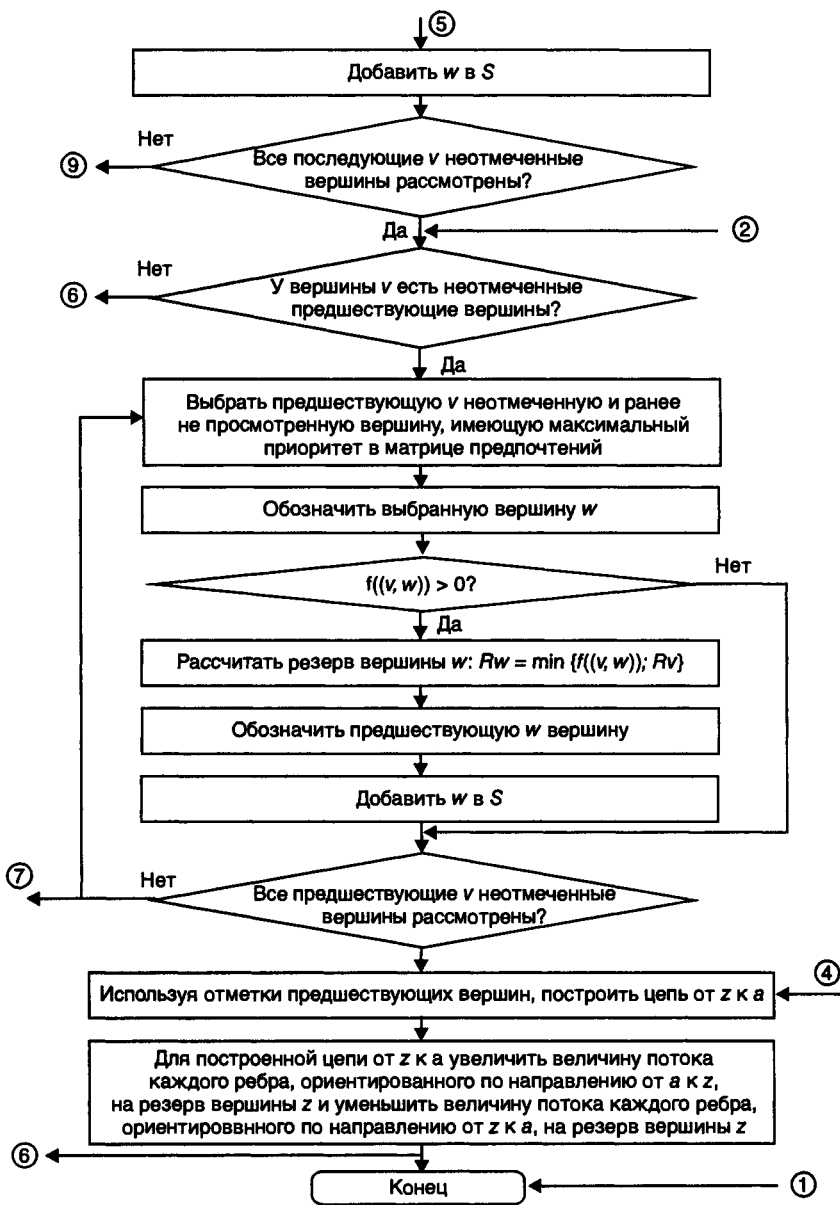 5
Добавить w в S
Нет
9
Все последующие v неотмеченные
вершины рассмотрены?
Да
2
Нет
6
У вершины v есть неотмеченные
предшествующие вершины?
Да
Выбрать предшествующую v неотмеченную и ранее
не просмотренную вершину, имеющую максимальный
приоритет в матрице предпочтений
Обозначить выбранную вершину w
f((v, w)) > 0?
Нет
Да
Рассчитать резерв вершины w: Rw = min {f((v, w)); Rv}
Обозначить предшествующую w вершину
Добавить w в S
7
Нет
Все предшествующие v неотмеченные
вершины рассмотрены?
4
Используя отметки предшествующих вершин, построить цепь от z к a
Для построенной цепи от z к a увеличить величину потока
каждого ребра, ориентированного по направлению от a к z,
на резерв вершины z и уменьшить величину потока каждого ребра,
ориентироввнного по направлению от z к a, на резерв вершины z
6
Конец
1